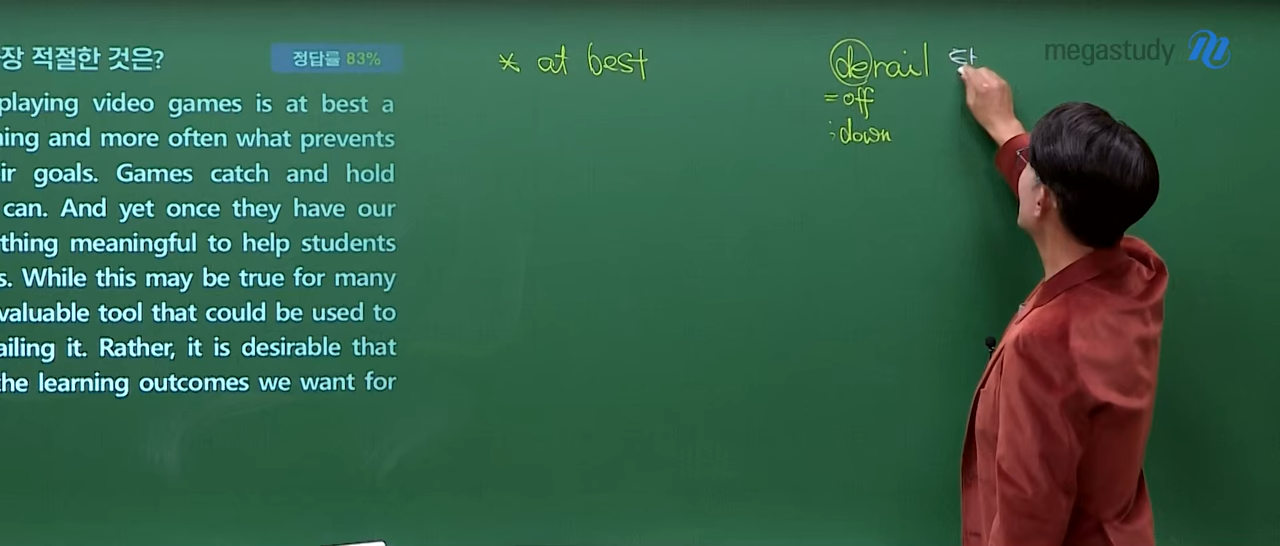 장 적절한 것은?
정답률 83%
playing video games is at best a
ning and more often what prevents
ir goals. Games catch and hold
can. And yet once they have our
thing meaningful to help students
s. While this may be true for many
valuable tool that could be used to
ailing it. Rather, it is desirable that
the learning outcomes we want for
* at best
derail 탁
= off
: down
megastudy